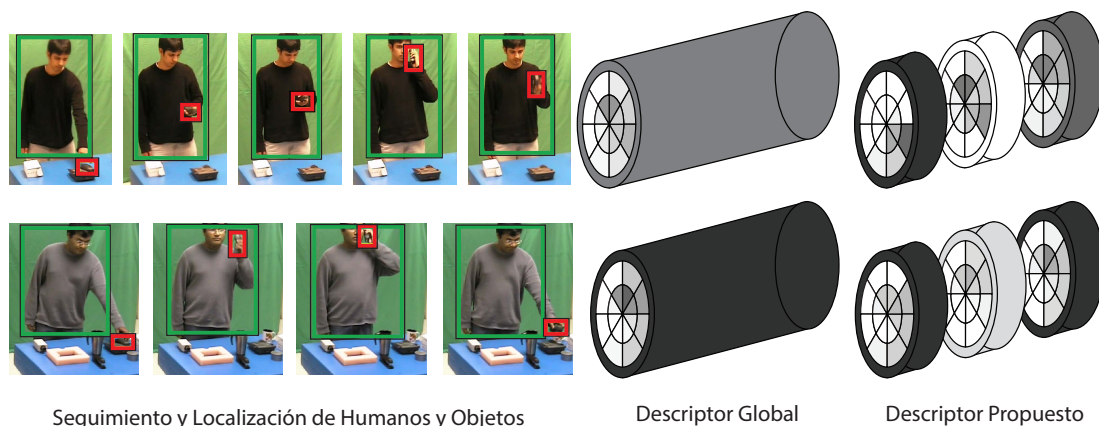 Seguimiento y Localización de Humanos y Objetos
Descriptor Global
Descriptor Propuesto